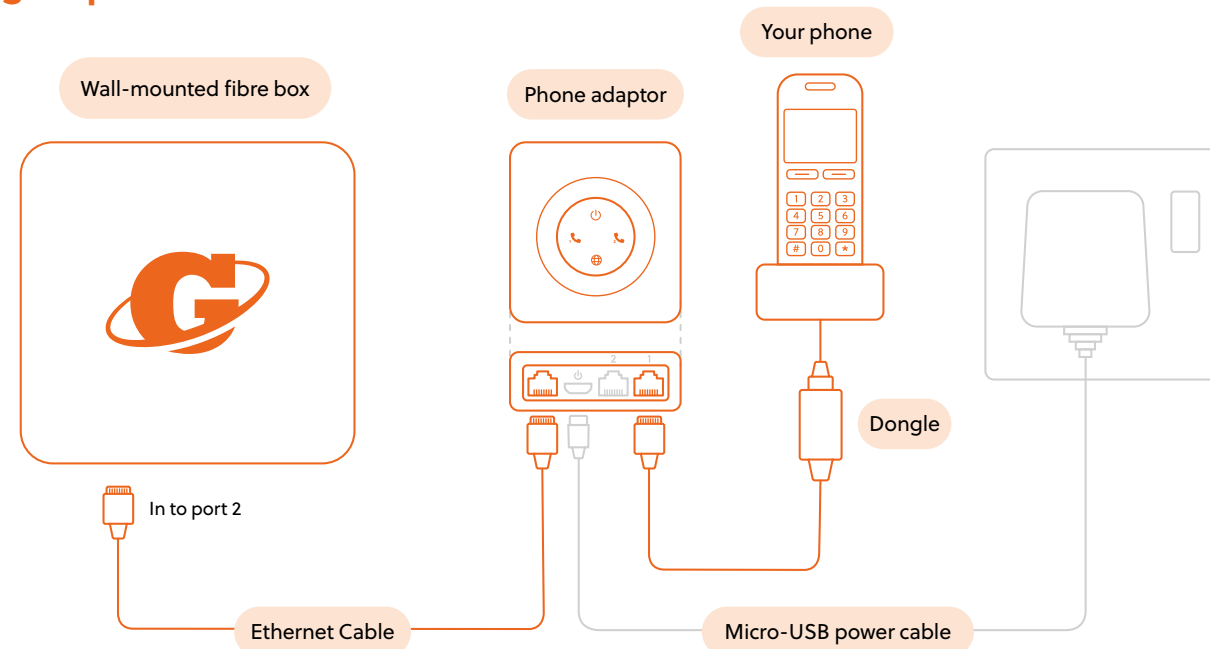 Your phone
Wall-mounted fibre box
Phone adaptor
G
1 2 3
4 5 6
7 8 9
# 0 *
2 1
Dongle
In to port 2
Ethernet Cable
Micro-USB power cable